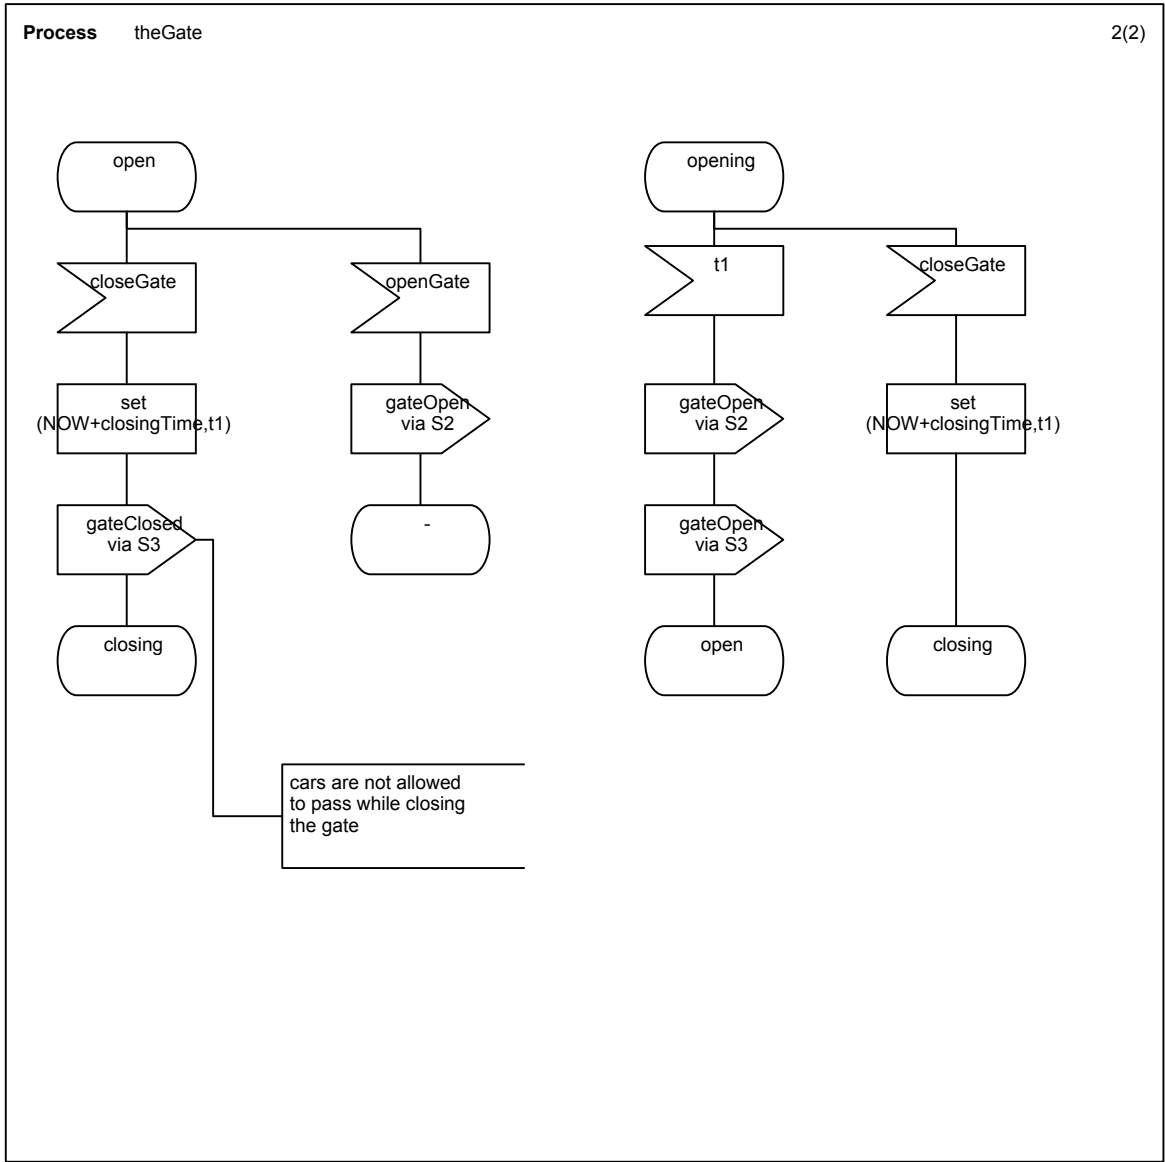 Process theGate 2(2)
open
closeGate
set
(NOW+closingTime,t1)
gateClosed
via S3
closing
openGate
gateOpen
via S2
-
cars are not allowed
to pass while closing
the gate
opening
t1
gateOpen
via S2
gateOpen
via S3
open
closeGate
set
(NOW+closingTime,t1)
closing